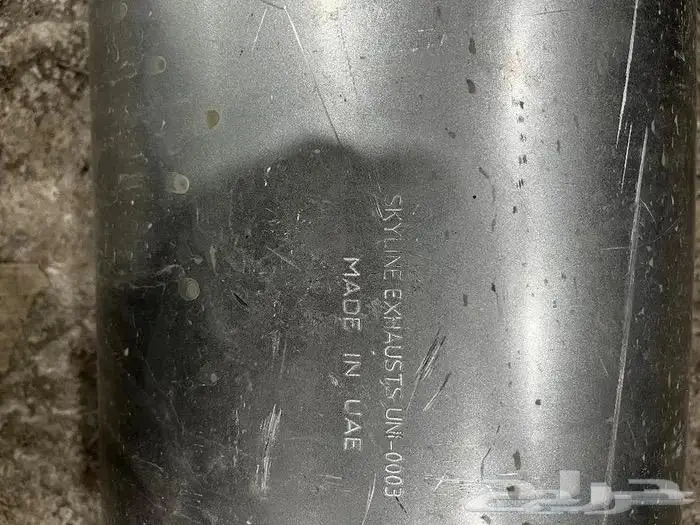 SKYLINE EXHAUSTS UNI-0003
MADE IN UAE
حراج